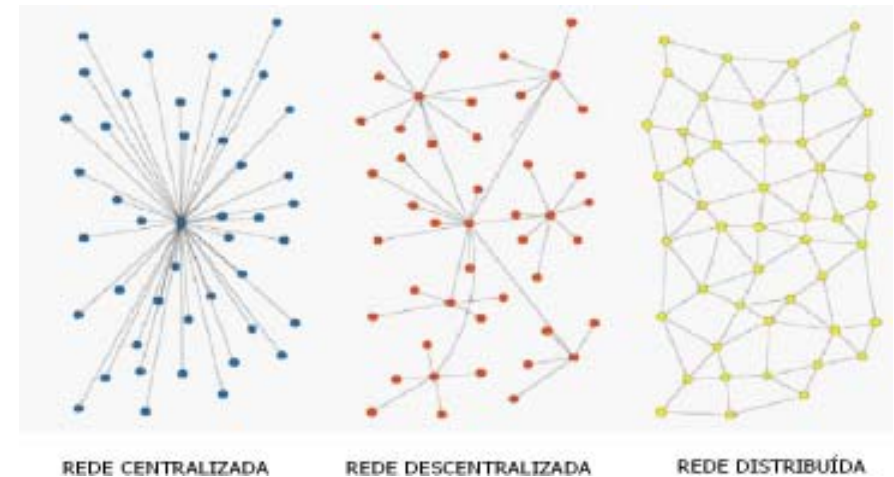 REDE CENTRALIZADA
REDE DESCENTRALIZADA
REDE DISTRIBUÍDA